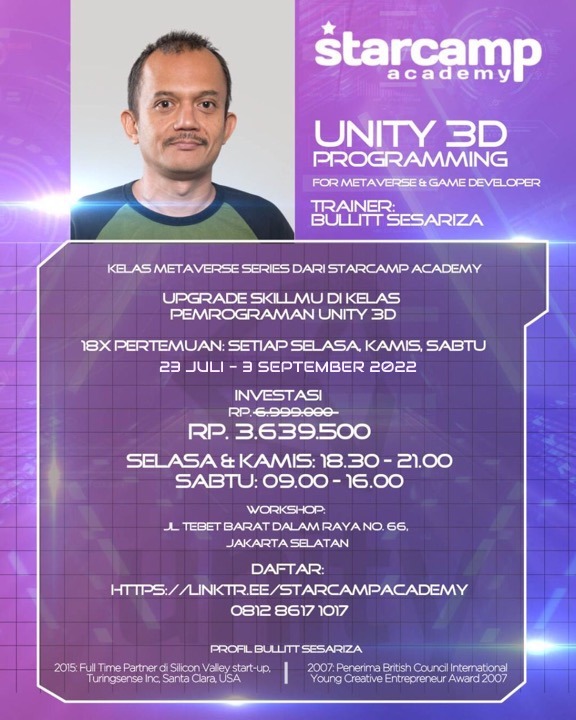 starcamp
academy
UNITY 3D
PROGRAMMING
FOR METAVERSE & GAME DEVELOPER
TRAINER:
BULLITT SESARIZA
KELAS METAVERSE SERIES DARI STARCAMP ACADEMY
UPGRADE SKILLMU DI KELAS
PEMROGRAMAN UNITY 3D
18X PERTEMUAN: SETIAP SELASA, KAMIS, SABTU
23 JULI - 3 SEPTEMBER 2022
INVESTASI
RP. 6.999.000-
RP. 3.639.500
SELASA & KAMIS: 18.30 - 21.00
SABTU: 09.00 - 16.00
WORKSHOP:
JL TEBET BARAT DALAM RAYA NO. 66,
JAKARTA SELATAN
DAFTAR:
HTTPS://LINKTR.EE/STARCAMPACADEMY
0812 8617 1017
PROFIL BULLITT SESARIZA
2015: Full Time Partner di Silicon Valley start-up,
Turingsense Inc, Santa Clara, USA
2007: Penerima British Council International
Young Creative Entrepreneur Award 2007